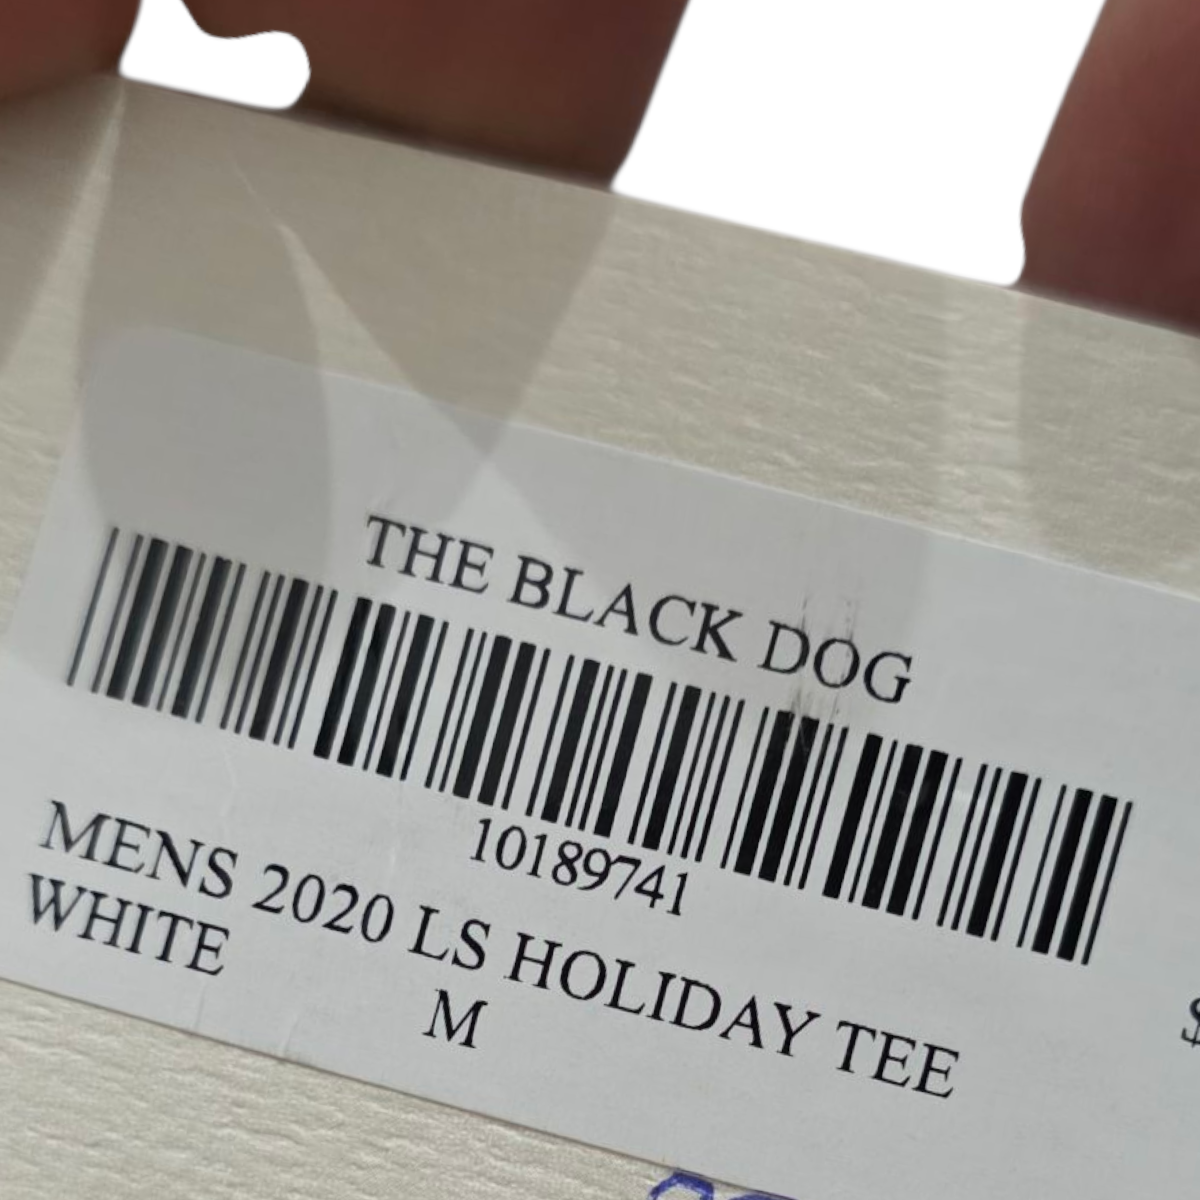 THE BLACK DOG
10189741
MENS 2020 LS HOLIDAY TEE
WHITE
M
$